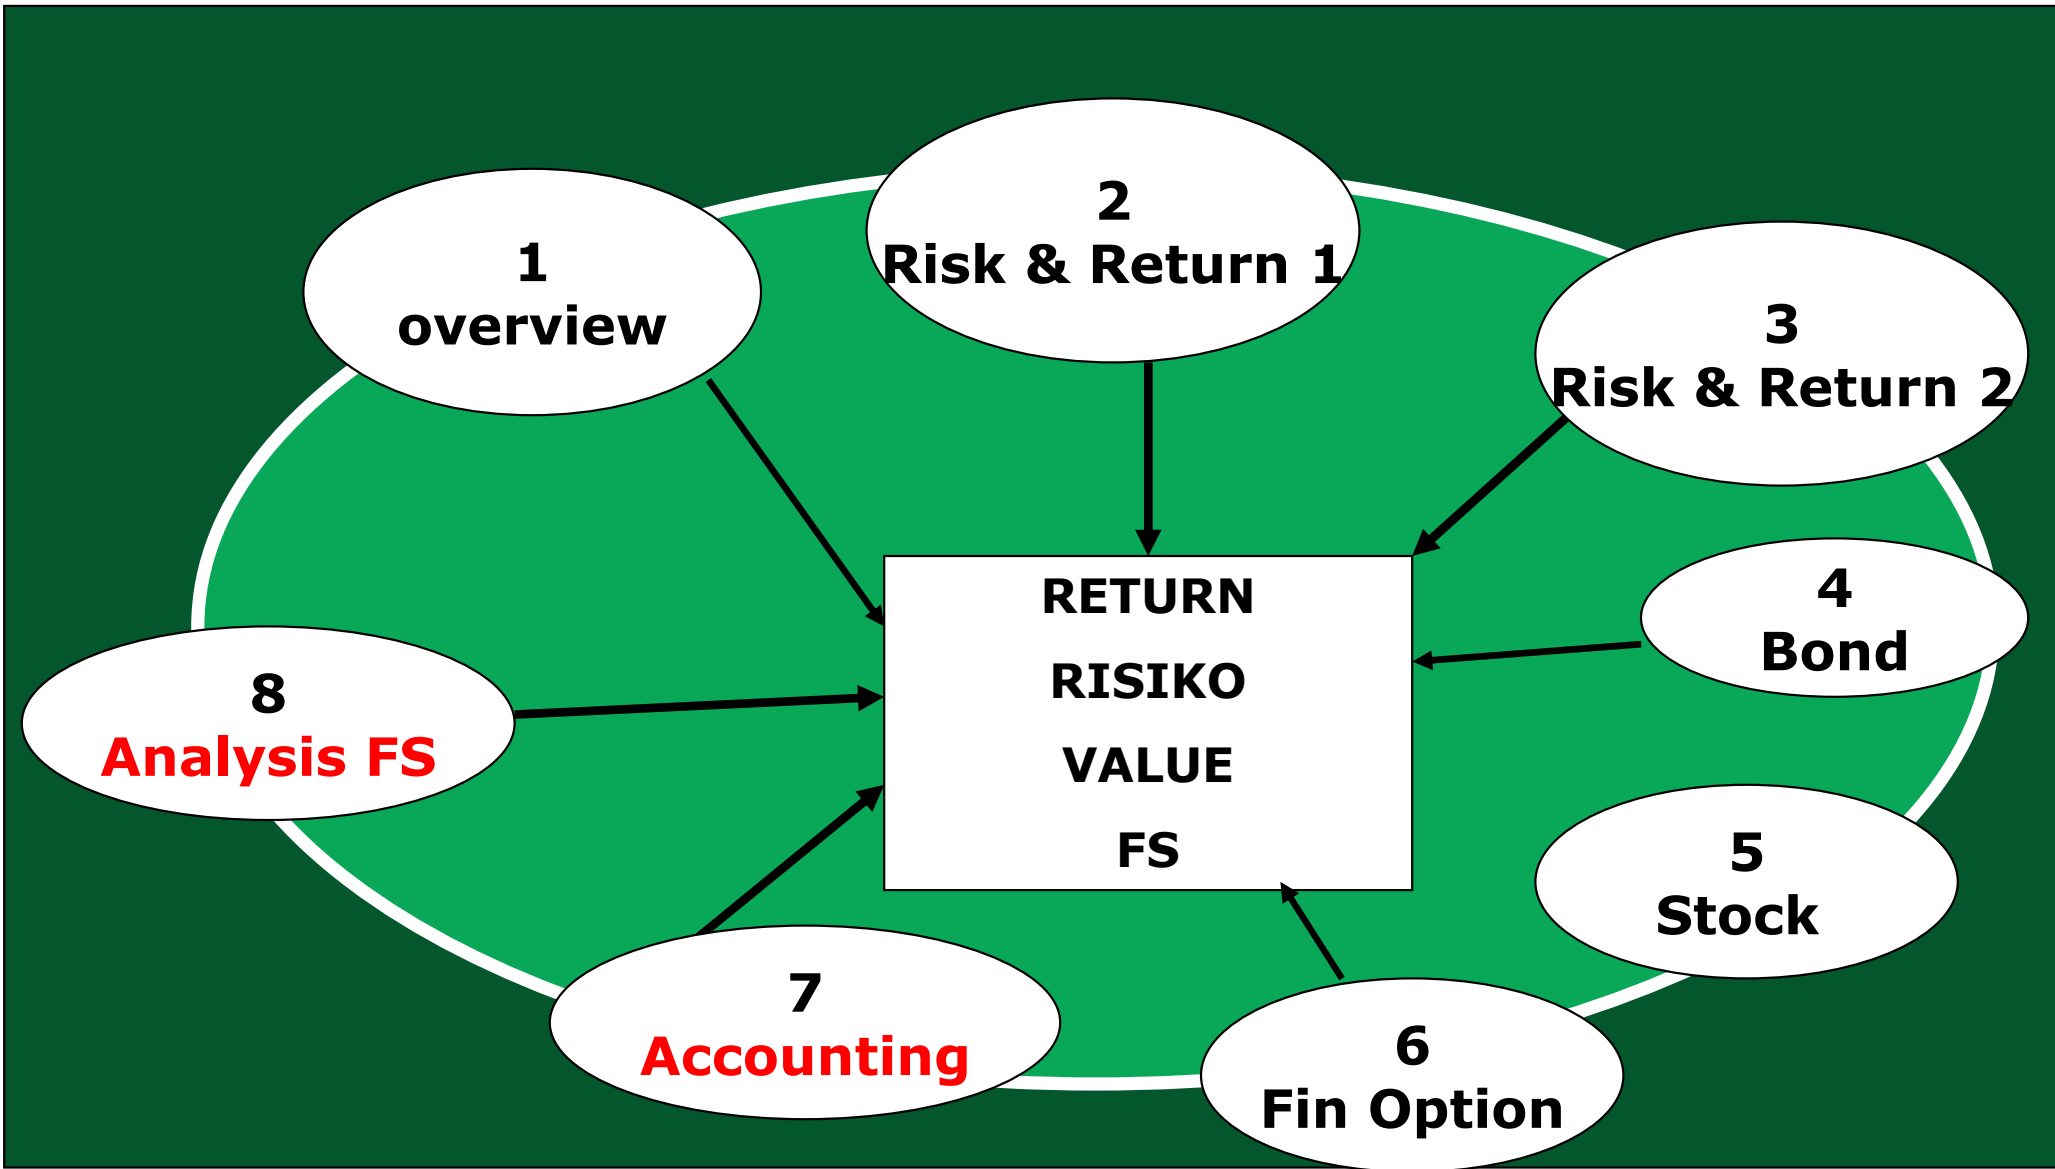 1
overview
2
Risk & Return 1
3
Risk & Return 2
4
Bond
5
Stock
6
Fin Option
7
Accounting
8
Analysis FS
RETURN
RISIKO
VALUE
FS